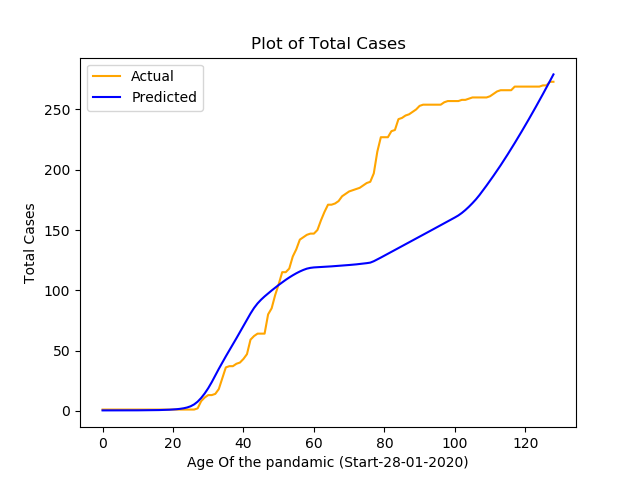 Plot of Total Cases
Actual
Predicted
250
200
150
100
50
0
Total Cases
0 20 40 60 80 100 120
Age Of the pandamic (Start-28-01-2020)